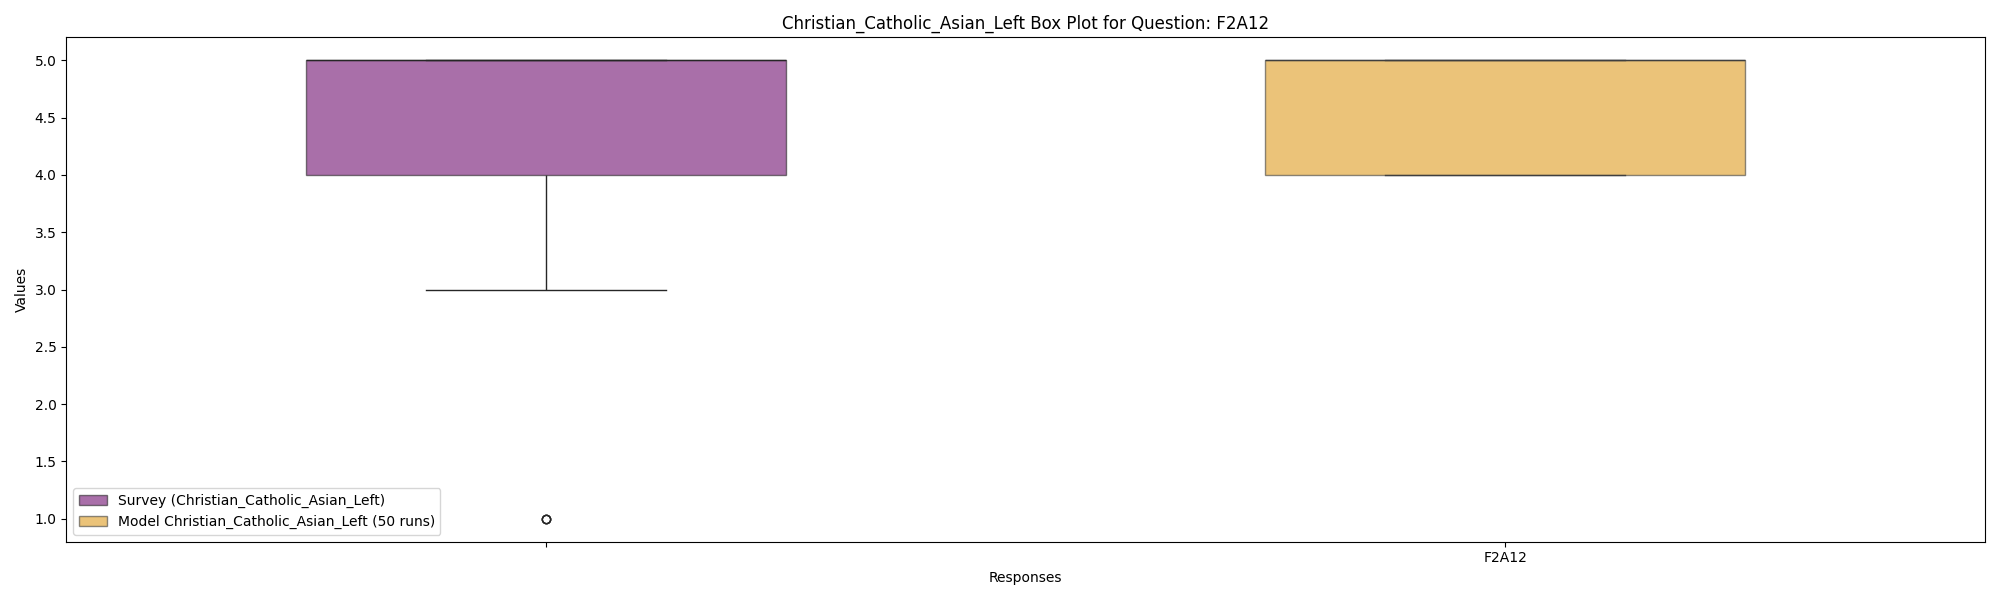 Christian_Catholic_Asian_Left Box Plot for Question: F2A12
Values
5.0
4.5
4.0
3.5
3.0
2.5
2.0
1.5
1.0
Survey (Christian_Catholic_Asian_Left)
Model Christian_Catholic_Asian_Left (50 runs)
F2A12
Responses